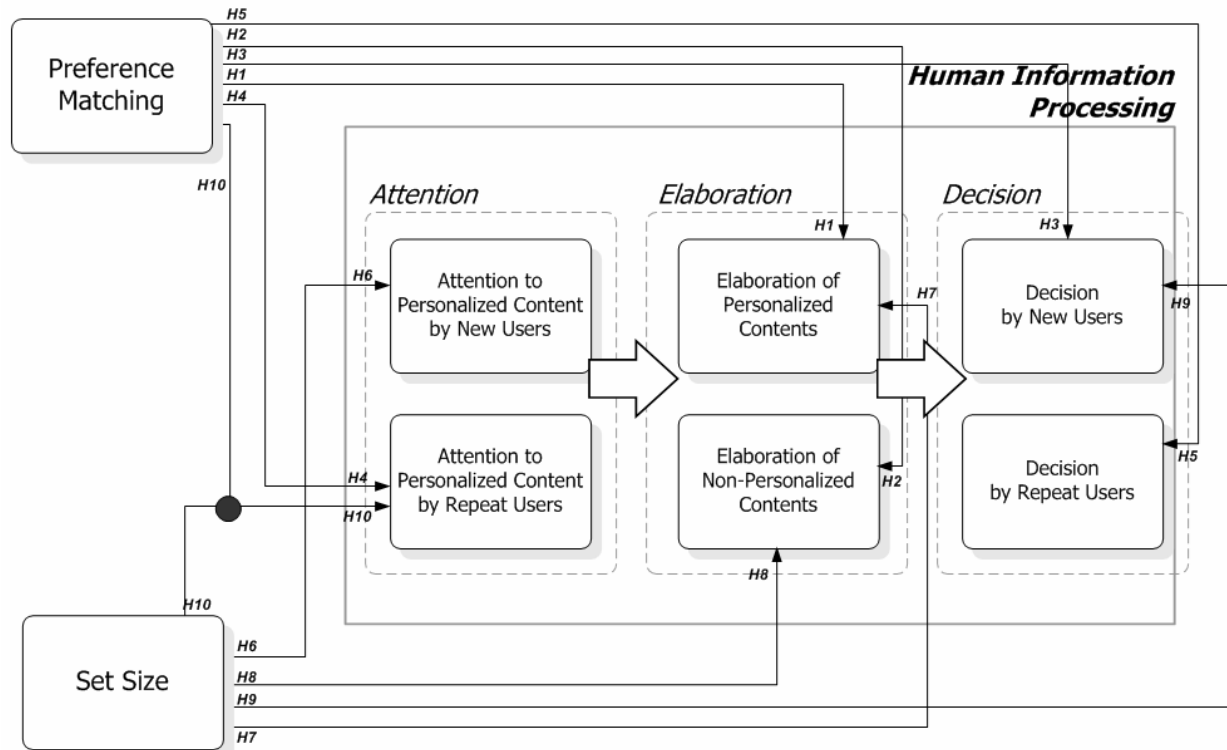 H5
H2
H3
H1
H4
Preference
Matching
Human Information
Processing
H10
Attention
Elaboration
Decision
H1
H3
H6
Attention to
Personalized Content
by New Users
Elaboration of
Personalized
Contents
H7
Decision
by New Users
H9
Attention to
Personalized Content
by Repeat Users
H4
H10
Elaboration of
Non-Personalized
Contents
H2
Decision
by Repeat Users
H5
H8
H10
Set Size
H6
H8
H9
H7